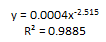 y = 0.0004x⁻²·⁵¹⁵
R² = 0.9885